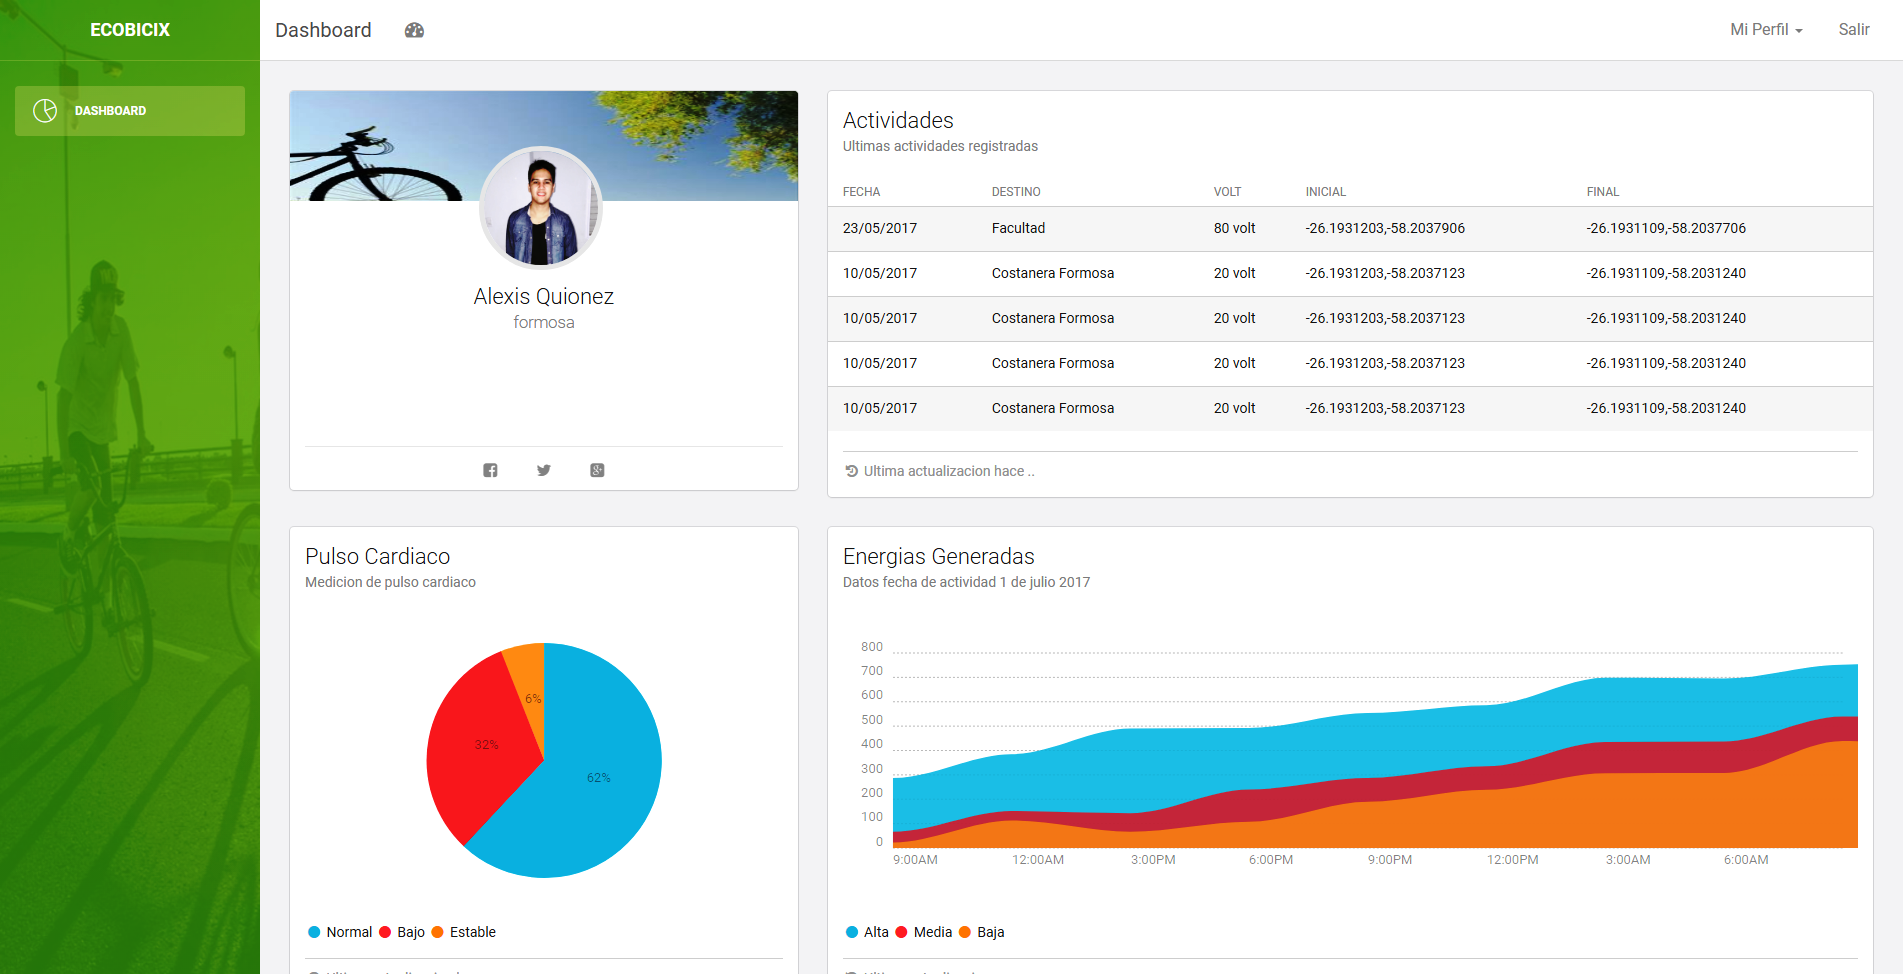 ECOBICIX
DASHBOARD
Dashboard
Mi Perfil
Salir
Alexis Quionez
formosa
Actividades
Ultimas actividades registradas
FECHA DESTINO VOLT INICIAL FINAL
23/05/2017 Facultad 80 volt -26.1931203,-58.2037906 -26.1931109,-58.2037706
10/05/2017 Costanera Formosa 20 volt -26.1931203,-58.2037123 -26.1931109,-58.2031240
10/05/2017 Costanera Formosa 20 volt -26.1931203,-58.2037123 -26.1931109,-58.2031240
10/05/2017 Costanera Formosa 20 volt -26.1931203,-58.2037123 -26.1931109,-58.2031240
10/05/2017 Costanera Formosa 20 volt -26.1931203,-58.2037123 -26.1931109,-58.2031240
Ultima actualizacion hace ..
Pulso Cardiaco
Medicion de pulso cardiaco
6%
32%
62%
Normal Bajo Estable
Energias Generadas
Datos fecha de actividad 1 de julio 2017
800
700
600
500
400
300
200
100
0
9:00AM 12:00AM 3:00PM 6:00PM 9:00PM 12:00PM 3:00AM 6:00AM
Alta Media Baja